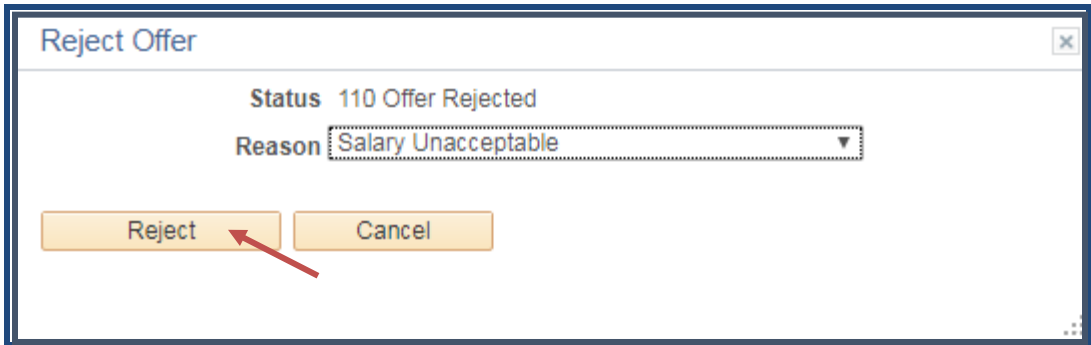 Reject Offer
Status 110 Offer Rejected
Reason Salary Unacceptable
Reject Cancel